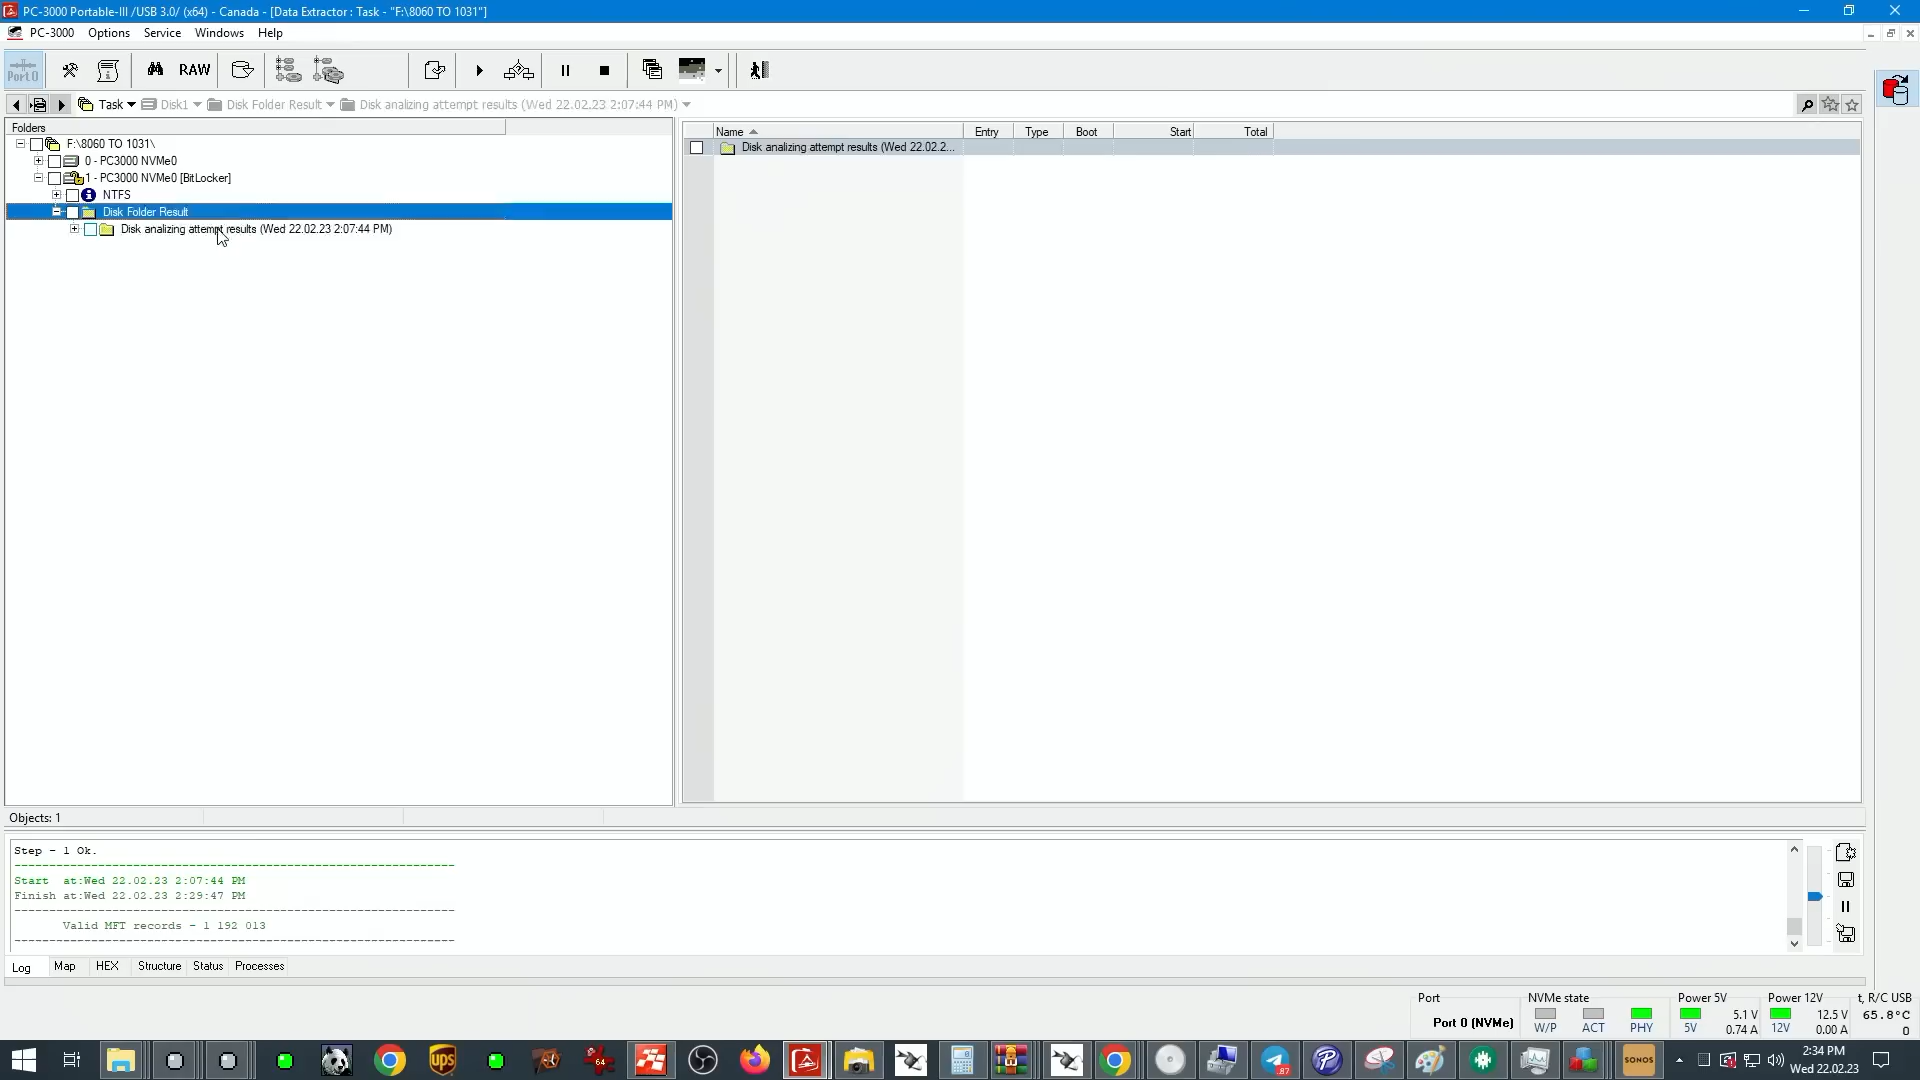 PC-3000 Portable-III /USB 3.0/ (x64) - Canada - [Data Extractor : Task - "F:\8060 TO 1031"]
PC-3000 Options Service Windows Help
Port0 RAW
Task Disk1 Disk Folder Result Disk analizing attempt results (Wed 22.02.23 2:07:44 PM)
Folders
F:\8060 TO 1031\
0 - PC3000 NVMe0
1 - PC3000 NVMe0 [BitLocker]
NTFS
Disk Folder Result
Disk analizing attempt results (Wed 22.02.23 2:07:44 PM)
Name Entry Type Boot Start Total
Disk analizing attempt results (Wed 22.02.2...
Objects: 1
Step - 1 Ok.
Start at:Wed 22.02.23 2:07:44 PM
Finish at:Wed 22.02.23 2:29:47 PM
Valid MFT records - 1 192 013
Log Map HEX Structure Status Processes
Port NVMe state Power 5V Power 12V t, R/C USB
Port 0 (NVMe) W/P ACT PHY 5V 5.1 V 0.74 A 12V 12.5 V 0.00 A 65.8°C 0
ups 64 .87 SONOS
2:34 PM
Wed 22.02.23